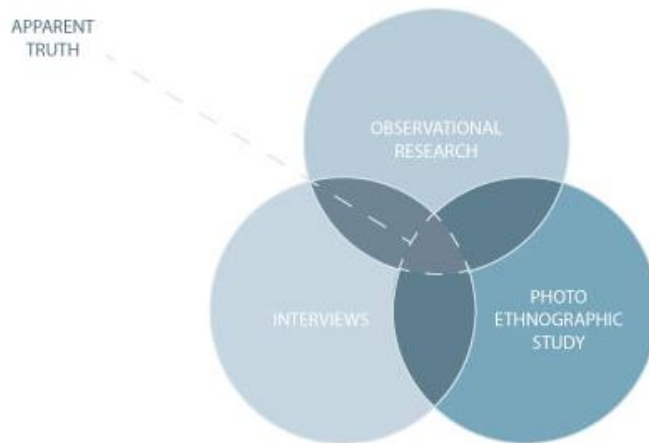 APPARENT
TRUTH
OBSERVATIONAL
RESEARCH
INTERVIEWS
PHOTO
ETHNOGRAPHIC
STUDY